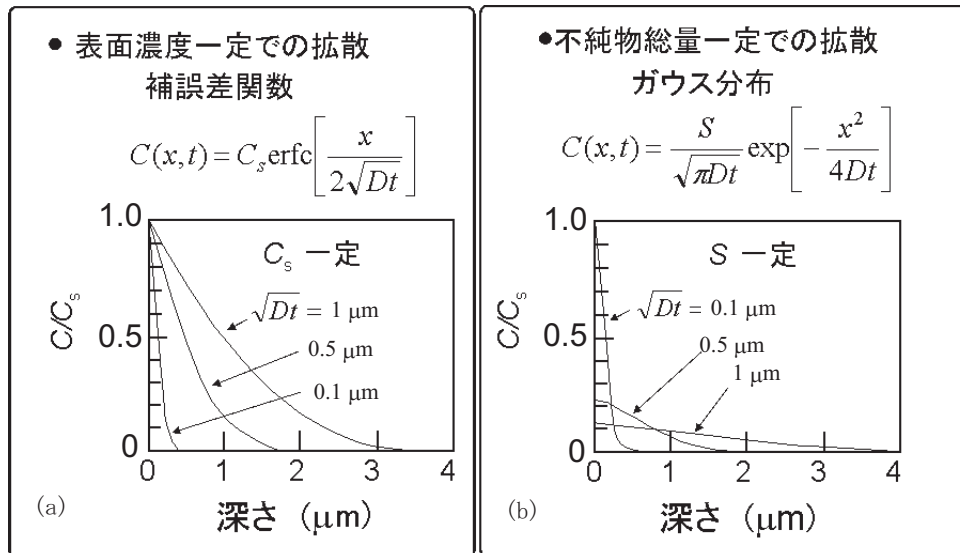 ● 表面濃度一定での拡散
補誤差関数
C(x,t) = C_s erfc[x / 2√Dt]
1.0
C_s 一定
√Dt = 1 μm
0.5 μm
0.1 μm
C/C_s
0.5
0
0 1 2 3 4
(a)
深さ (μm)
●不純物総量一定での拡散
ガウス分布
C(x,t) = S / √πDt exp[− x² / 4Dt]
1.0
S 一定
√Dt = 0.1 μm
0.5 μm
1 μm
C/C_s
0.5
0
0 1 2 3 4
(b)
深さ (μm)